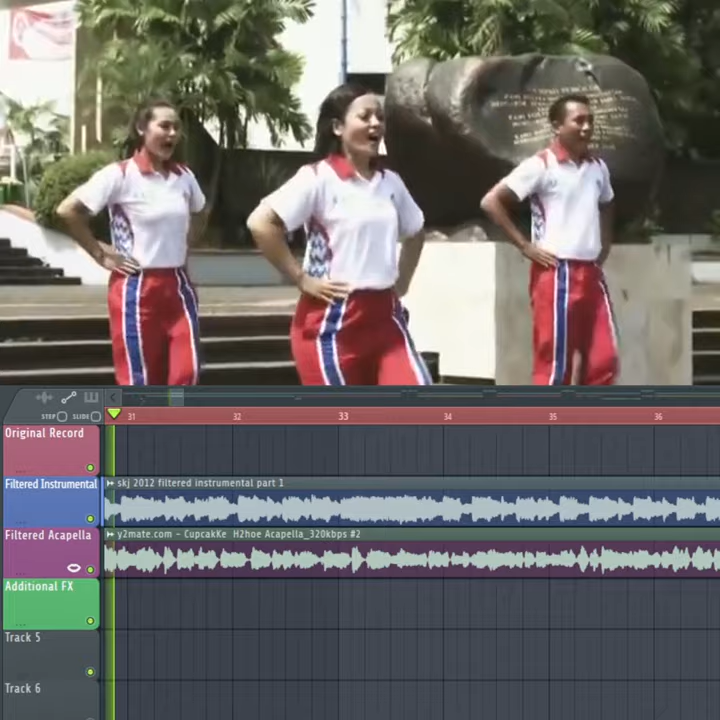 STEP SLIDE
31 32 33 34 35 36
Original Record
Filtered Instrumental
skj 2012 filtered instrumental part 1
Filtered Acapella
y2mate.com - CupcakKe H2hoe Acapella_320kbps #2
Additional FX
Track 5
Track 6